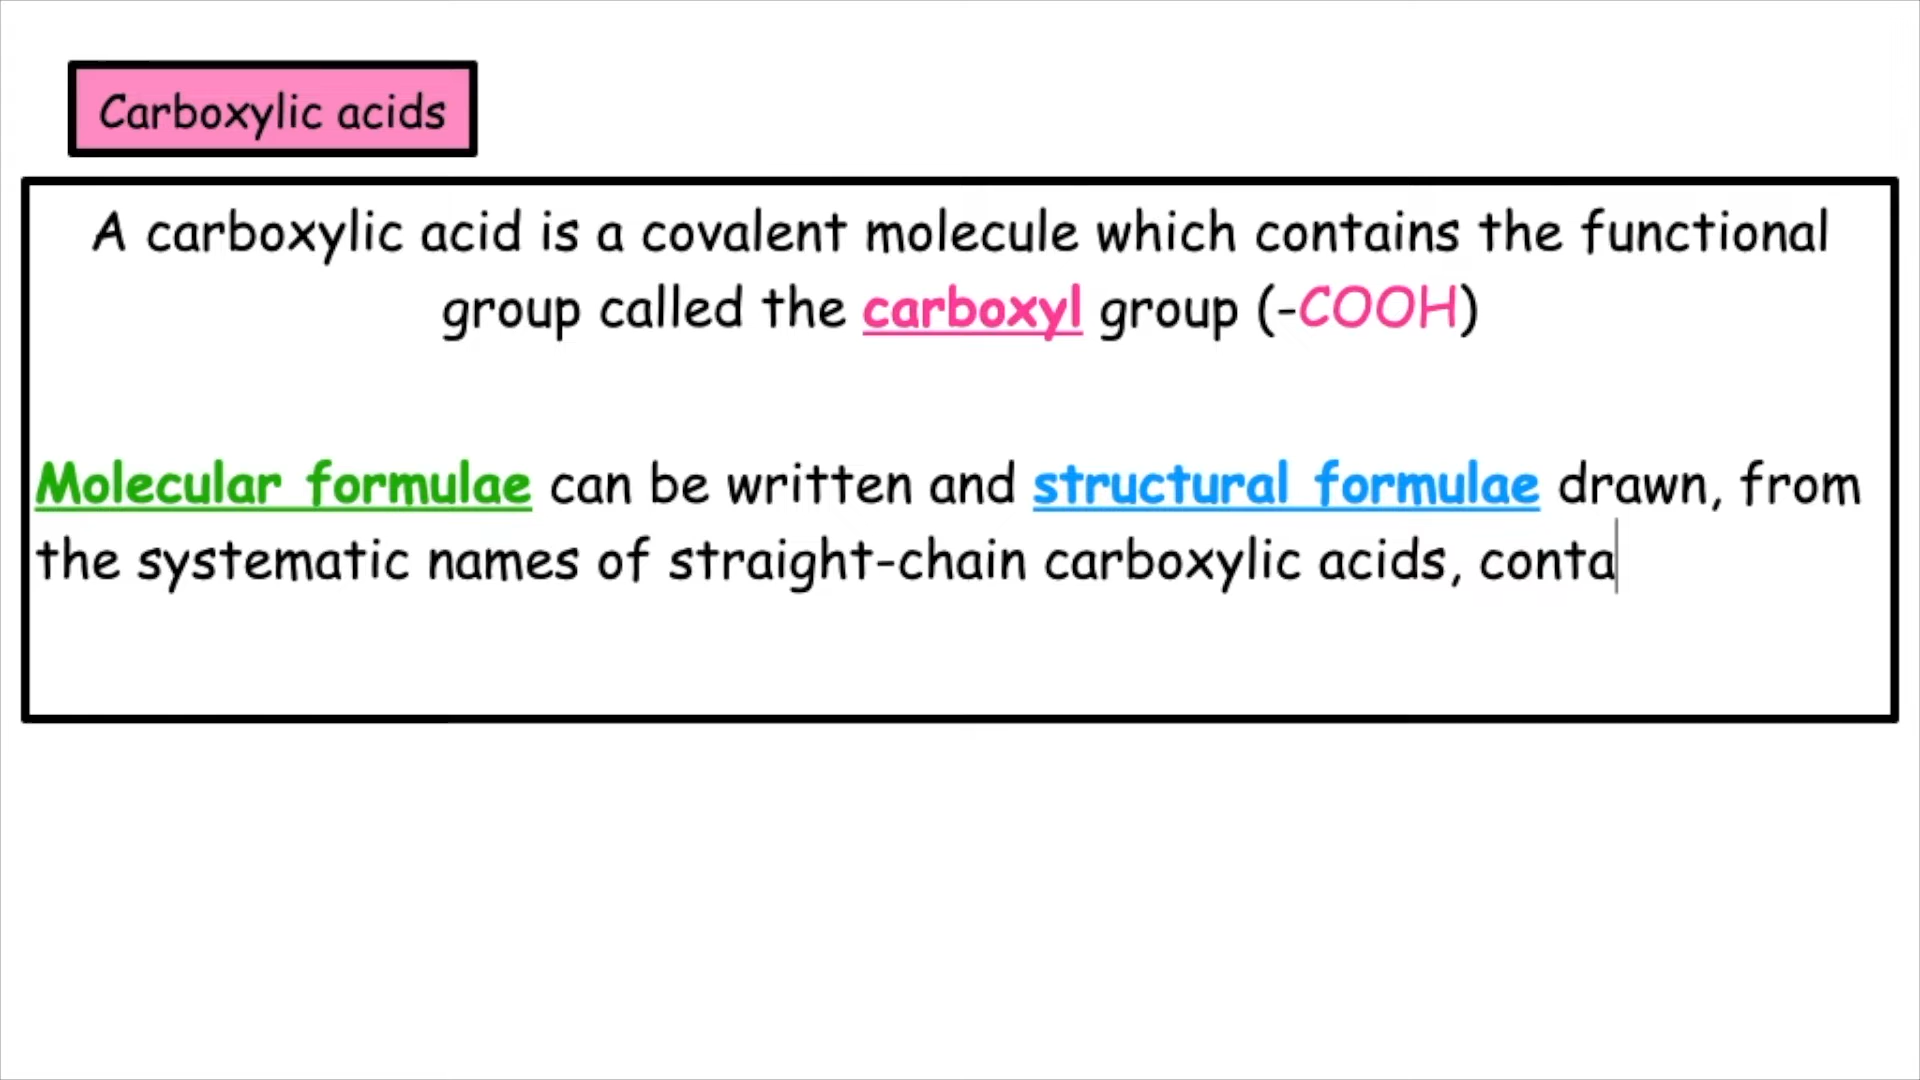 Carboxylic acids
A carboxylic acid is a covalent molecule which contains the functional
group called the carboxyl group (-COOH)
Molecular formulae can be written and structural formulae drawn, from
the systematic names of straight-chain carboxylic acids, conta